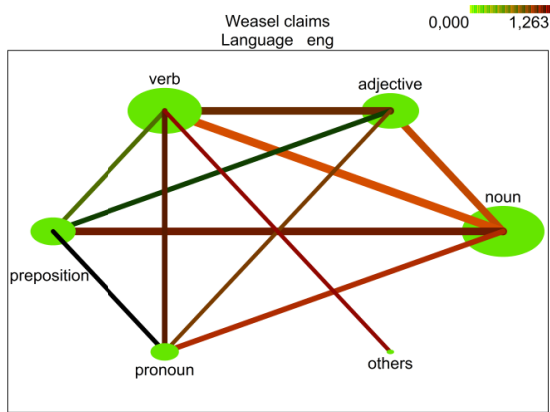 Weasel claims
0,000 1,263
Language eng
verb
adjective
noun
preposition
pronoun
others